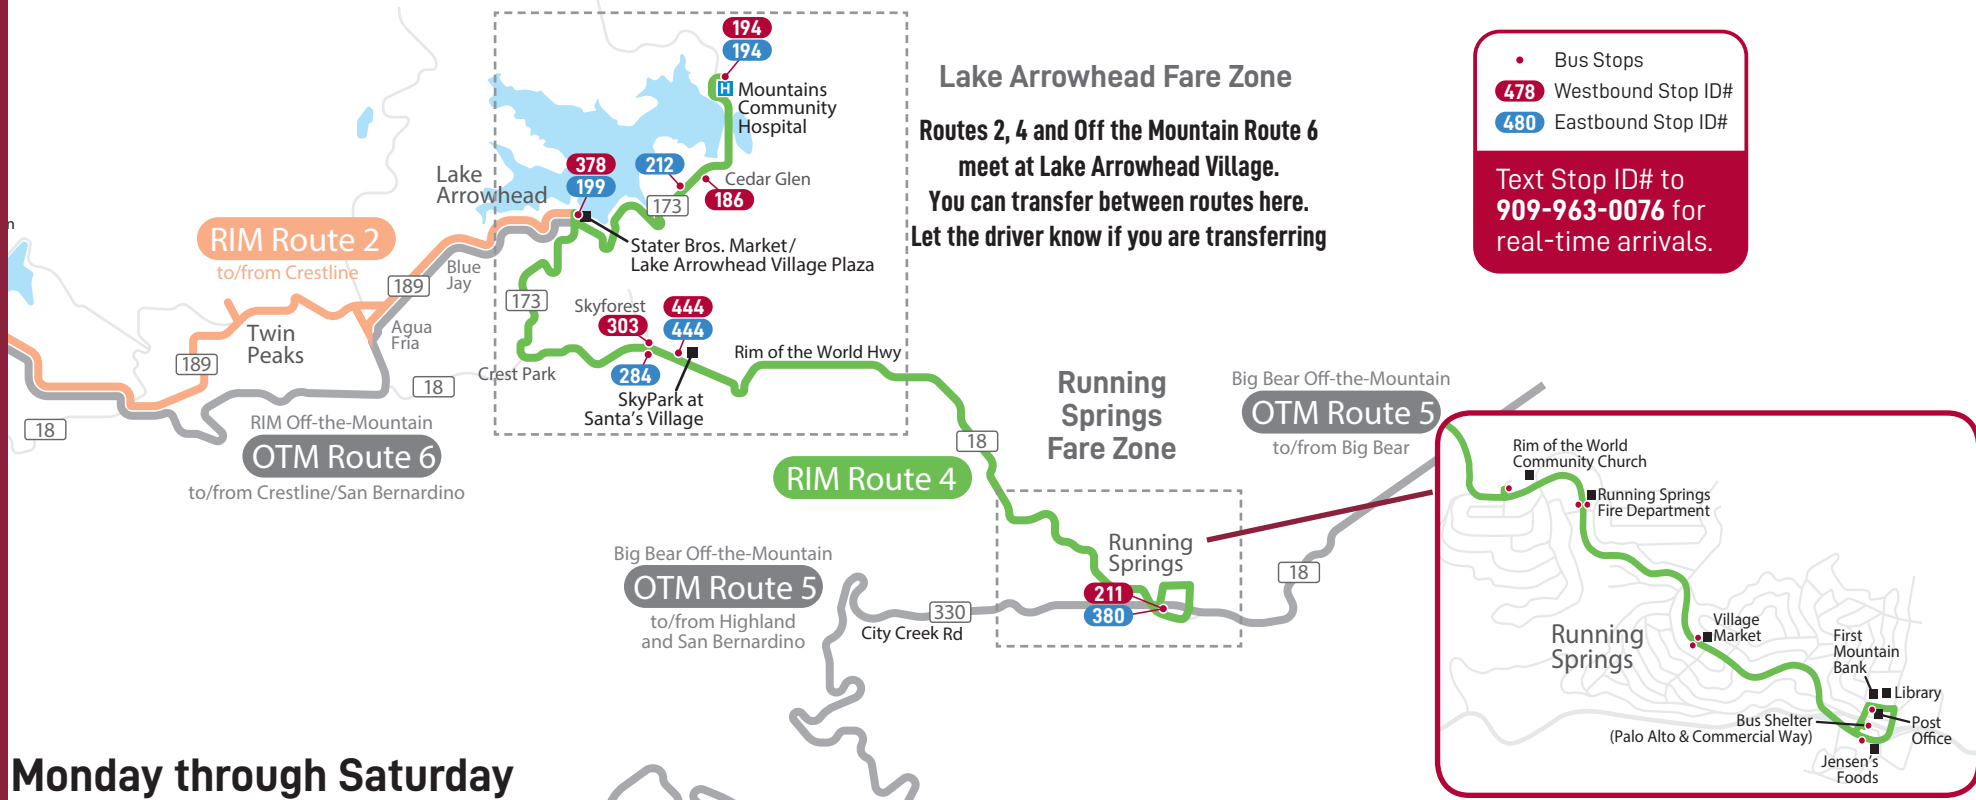 194
194
Mountains
Community
Hospital
Lake Arrowhead Fare Zone
Routes 2, 4 and Off the Mountain Route 6
meet at Lake Arrowhead Village.
You can transfer between routes here.
Let the driver know if you are transferring
Bus Stops
478 Westbound Stop ID#
480 Eastbound Stop ID#
Text Stop ID# to
909-963-0076 for
real-time arrivals.
Lake
Arrowhead
378
199
212
Cedar Glen
186
173
n
RIM Route 2
to/from Crestline
189
Blue
Jay
Stater Bros. Market/
Lake Arrowhead Village Plaza
173
Skyforest
303
444
444
284
Agua
Fria
Twin
Peaks
189
18
18
Crest Park
Rim of the World Hwy
SkyPark at
Santa's Village
RIM Off-the-Mountain
OTM Route 6
to/from Crestline/San Bernardino
18
RIM Route 4
Running
Springs
Fare Zone
Big Bear Off-the-Mountain
OTM Route 5
to/from Big Bear
Running
Springs
211
380
18
Big Bear Off-the-Mountain
OTM Route 5
to/from Highland
and San Bernardino
330
City Creek Rd
Rim of the World
Community Church
Running Springs
Fire Department
Village
Market
Running
Springs
First
Mountain
Bank
Library
Bus Shelter
(Palo Alto & Commercial Way)
Post
Office
Jensen's
Foods
Monday through Saturday